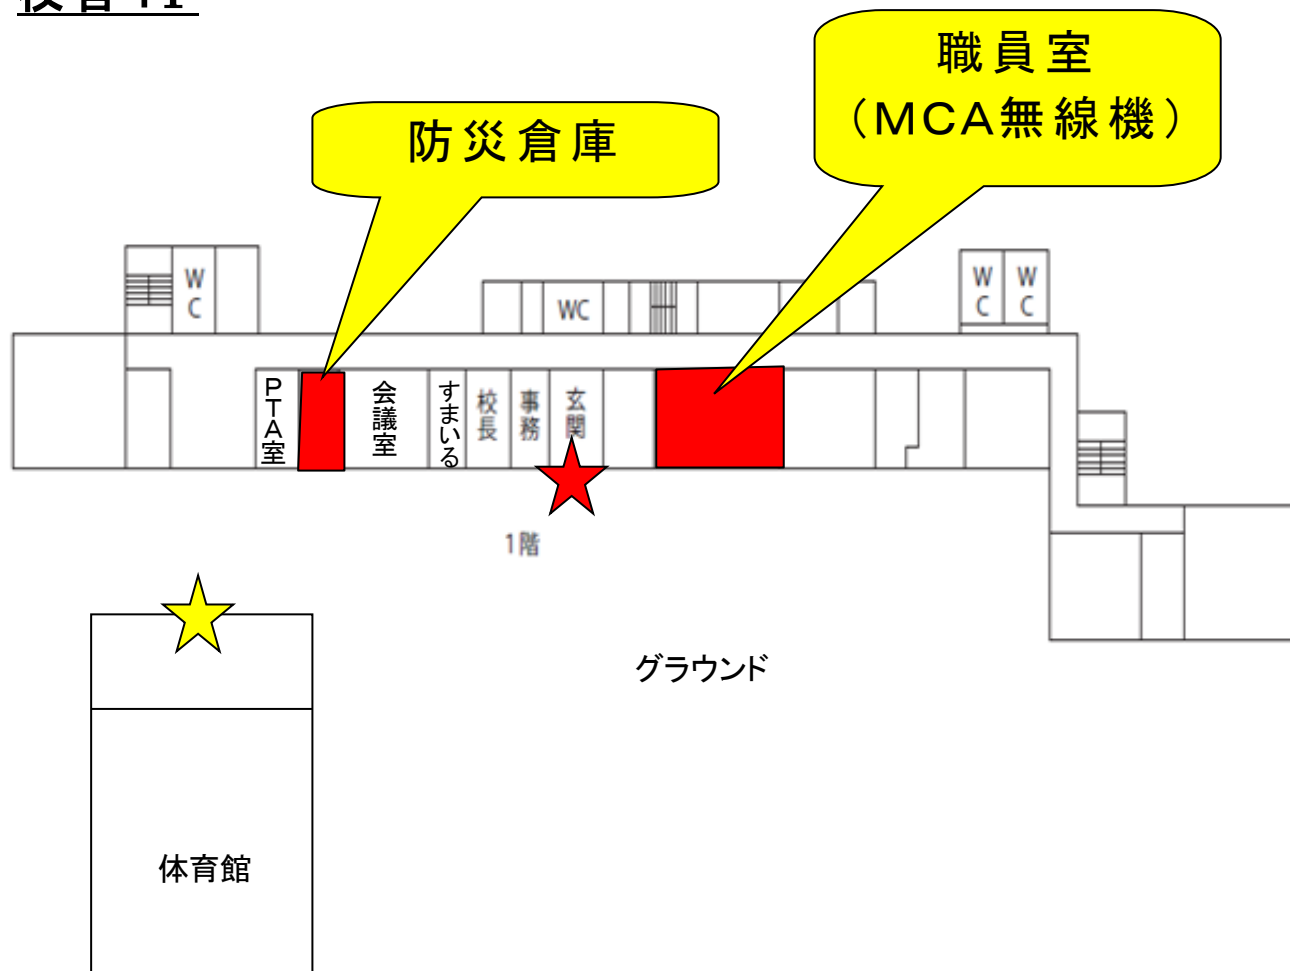 職員室
(MCA無線機)
防災倉庫
WC
WC
WC
WC
PTA室
会議室
すまいる
校長
事務
玄関
1階
グラウンド
体育館